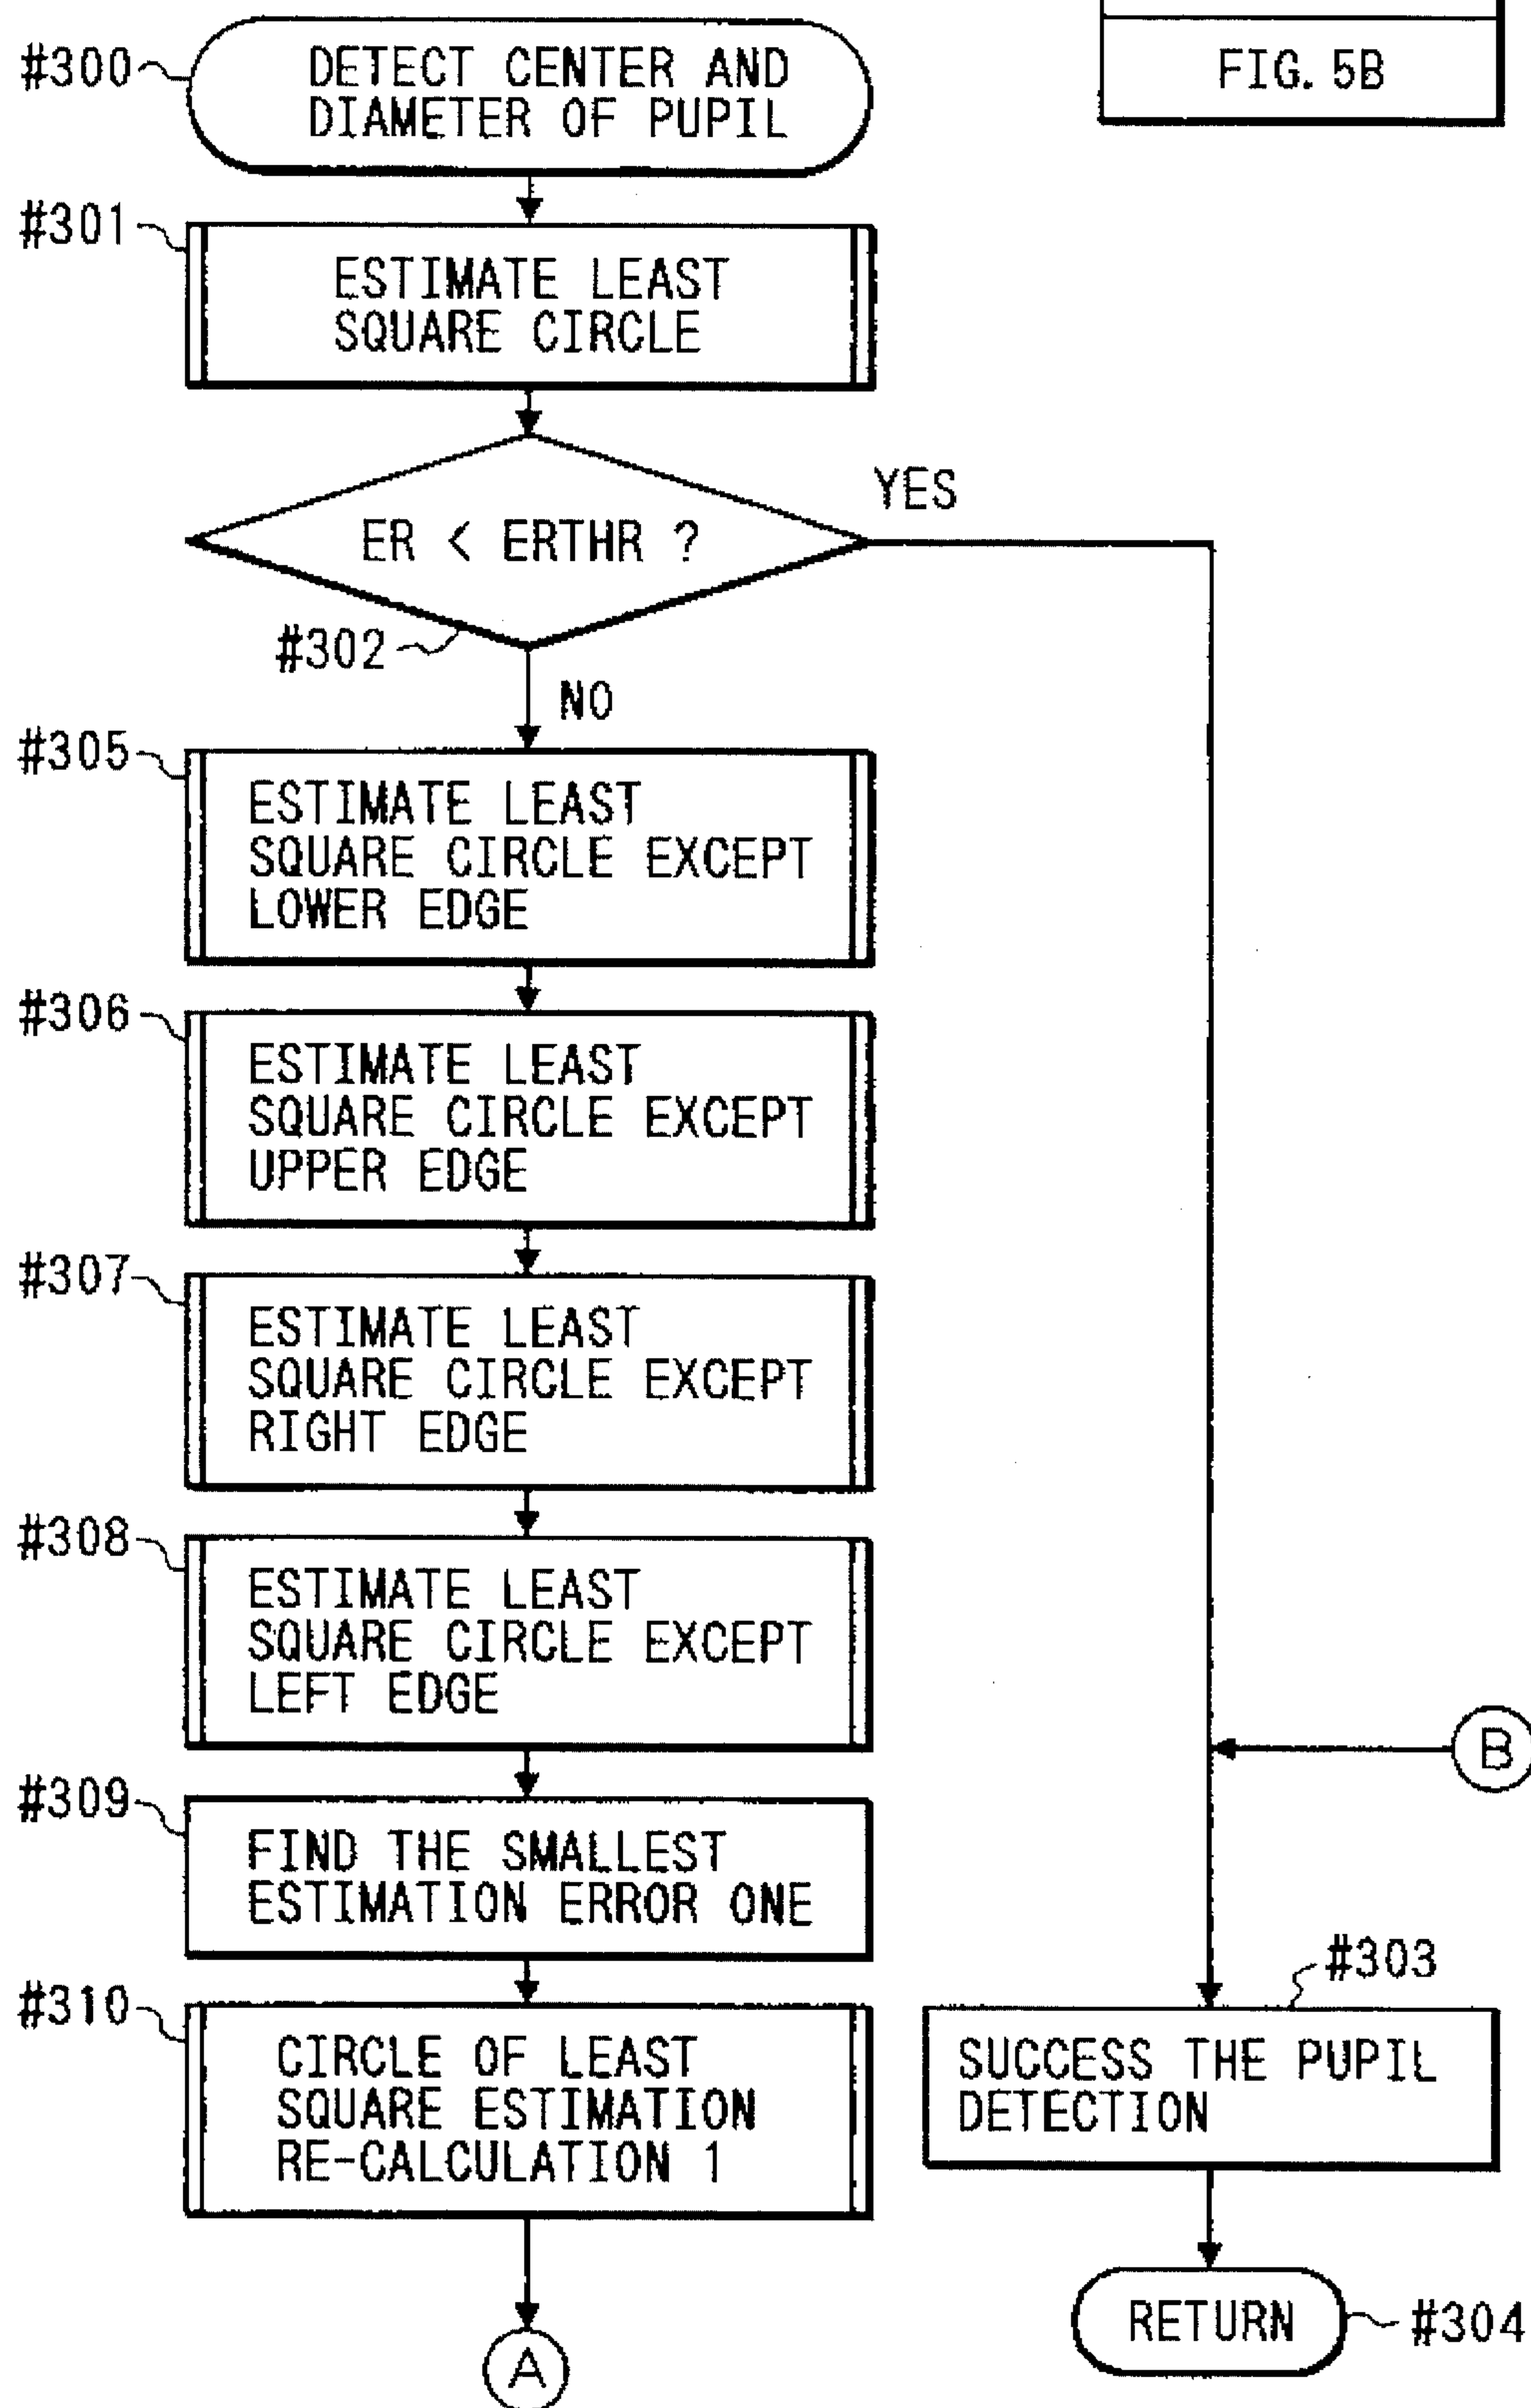 FIG. 5B
#300
DETECT CENTER AND
DIAMETER OF PUPIL
#301
ESTIMATE LEAST
SQUARE CIRCLE
ER < ERTHR ?
YES
#302
NO
#305
ESTIMATE LEAST
SQUARE CIRCLE EXCEPT
LOWER EDGE
#306
ESTIMATE LEAST
SQUARE CIRCLE EXCEPT
UPPER EDGE
#307
ESTIMATE LEAST
SQUARE CIRCLE EXCEPT
RIGHT EDGE
#308
ESTIMATE LEAST
SQUARE CIRCLE EXCEPT
LEFT EDGE
B
#309
FIND THE SMALLEST
ESTIMATION ERROR ONE
#310
CIRCLE OF LEAST
SQUARE ESTIMATION
RE-CALCULATION 1
A
#303
SUCCESS THE PUPIL
DETECTION
RETURN
#304